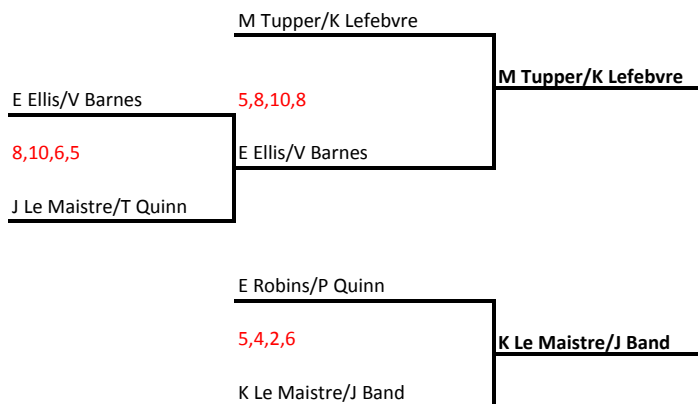 M Tupper/K Lefebvre
M Tupper/K Lefebvre
E Ellis/V Barnes
5,8,10,8
8,10,6,5
E Ellis/V Barnes
J Le Maistre/T Quinn
E Robins/P Quinn
5,4,2,6
K Le Maistre/J Band
K Le Maistre/J Band